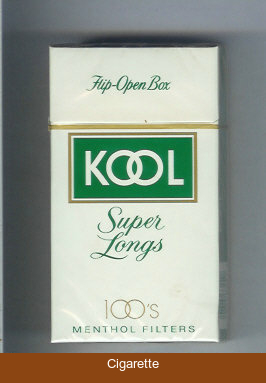 Flip-Open Box
KOOL
Super
Longs
100's
MENTHOL FILTERS
Cigarette